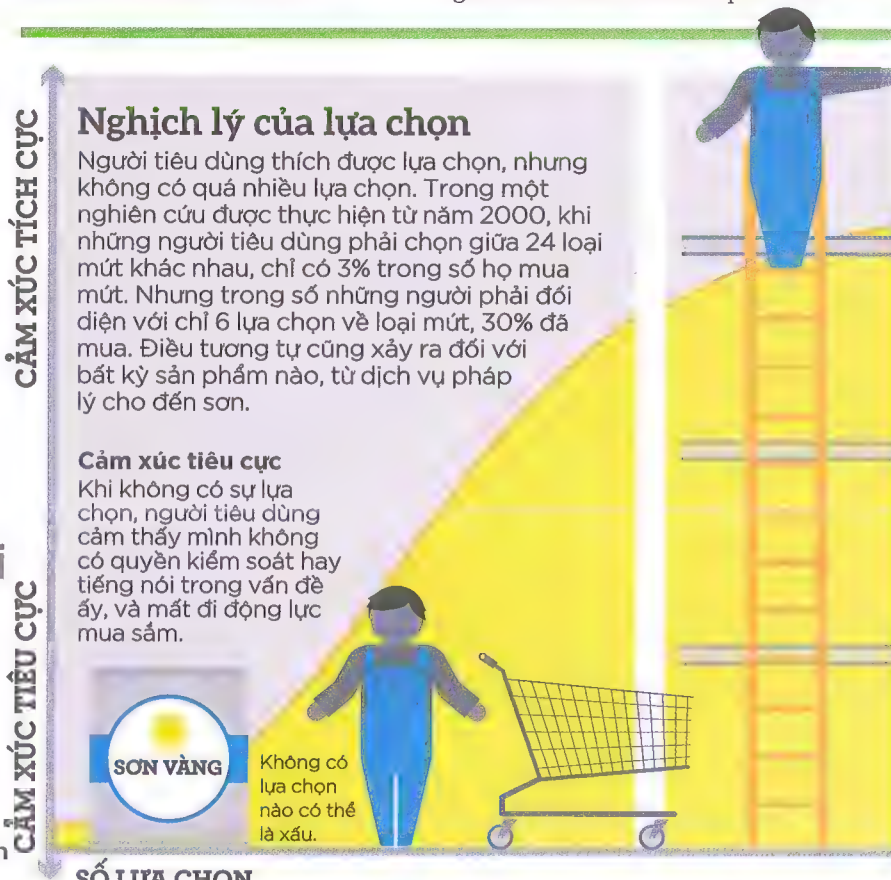 Nghịch lý của lựa chọn
Người tiêu dùng thích được lựa chọn, nhưng
không có quá nhiều lựa chọn. Trong một
nghiên cứu được thực hiện từ năm 2000, khi
những người tiêu dùng phải chọn giữa 24 loại
mứt khác nhau, chỉ có 3% trong số họ mua
mứt. Nhưng trong số những người phải đối
diện với chỉ 6 lựa chọn về loại mứt, 30% đã
mua. Điều tương tự cũng xảy ra đối với
bất kỳ sản phẩm nào, từ dịch vụ pháp
lý cho đến sơn.
CẢM XÚC TÍCH CỰC
Cảm xúc tiêu cực
Khi không có sự lựa
chọn, người tiêu dùng
cảm thấy mình không
có quyền kiểm soát hay
tiếng nói trong vấn đề
ấy, và mất đi động lực
mua sắm.
CẢM XÚC TIÊU CỰC
SƠN VÀNG
Không có
lựa chọn
nào có thể
là xấu.
SỐ LỰA CHỌN